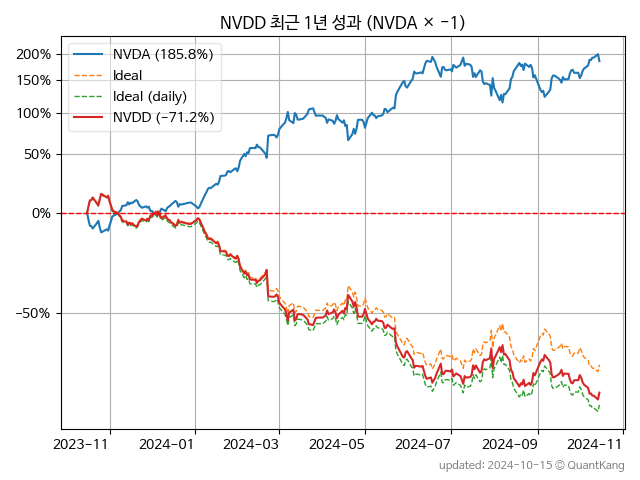 NVDD 최근 1년 성과 (NVDA × −1)
NVDA (185.8%)
Ideal
Ideal (daily)
NVDD (−71.2%)
200%
150%
100%
50%
0%
−50%
2023-11
2024-01
2024-03
2024-05
2024-07
2024-09
2024-11
updated: 2024-10-15 © QuantKang